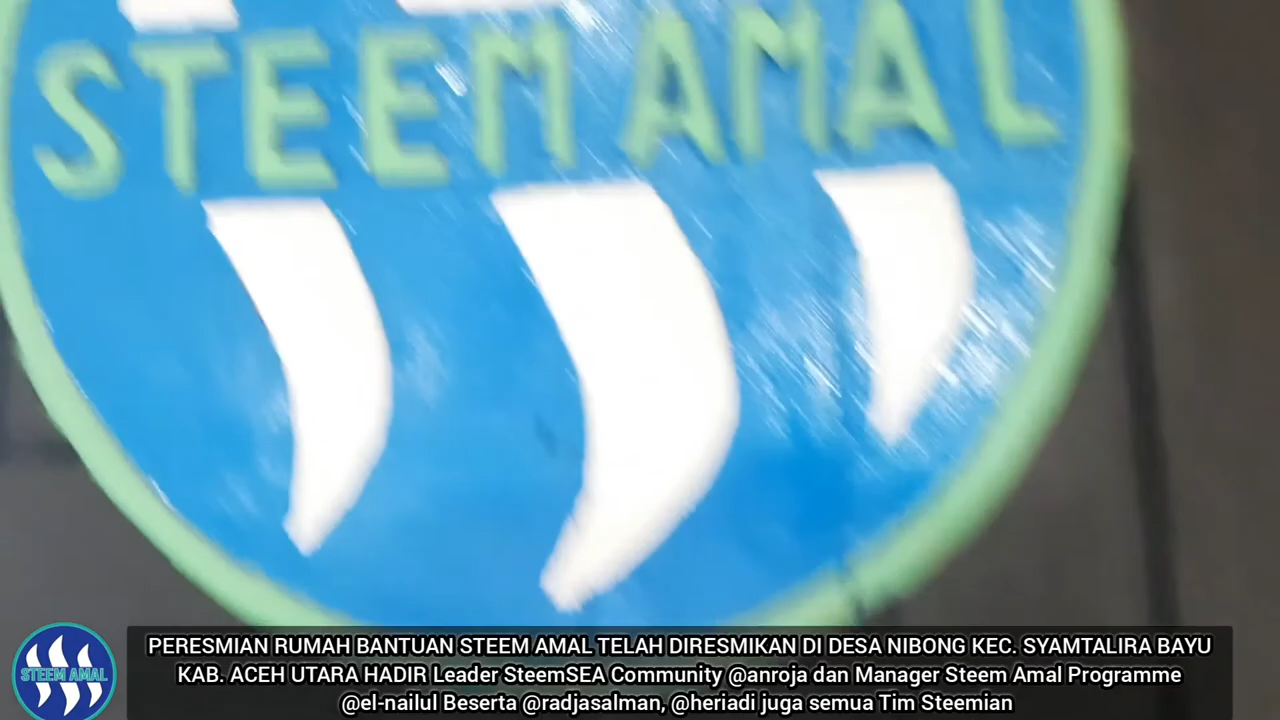 STEEM AMAL
STEEM AMAL
PERESMIAN RUMAH BANTUAN STEEM AMAL TELAH DIRESMIKAN DI DESA NIBONG KEC. SYAMTALIRA BAYU
KAB. ACEH UTARA HADIR Leader SteemSEA Community @anroja dan Manager Steem Amal Programme
@el-nailul Beserta @radjasalman, @heriadi juga semua Tim Steemian